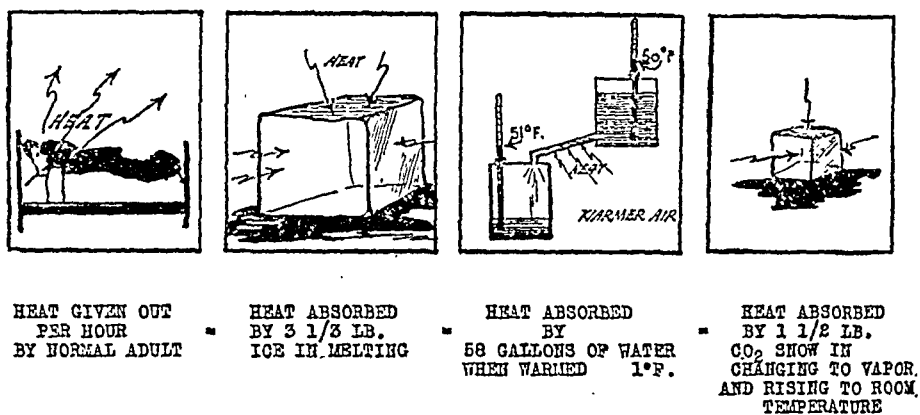 HEAT
HEAT
50°F
51°F.
HEAT
WARMER AIR
HEAT GIVEN OUT
PER HOUR
BY NORMAL ADULT
=
HEAT ABSORBED
BY 3 1/3 LB.
ICE IN MELTING
=
HEAT ABSORBED
BY
58 GALLONS OF WATER
WHEN WARMED 1°F.
=
HEAT ABSORBED
BY 1 1/2 LB.
CO₂ SNOW IN
CHANGING TO VAPOR,
AND RISING TO ROOM
TEMPERATURE